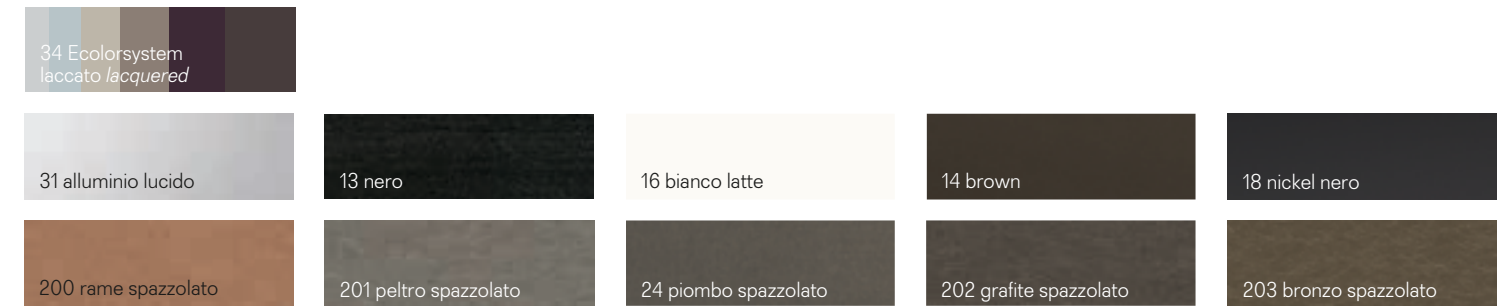 34 Ecolorsystem
laccato lacquered
31 alluminio lucido
13 nero
16 bianco latte
14 brown
18 nickel nero
200 rame spazzolato
201 peltro spazzolato
24 piombo spazzolato
202 grafite spazzolato
203 bronzo spazzolato